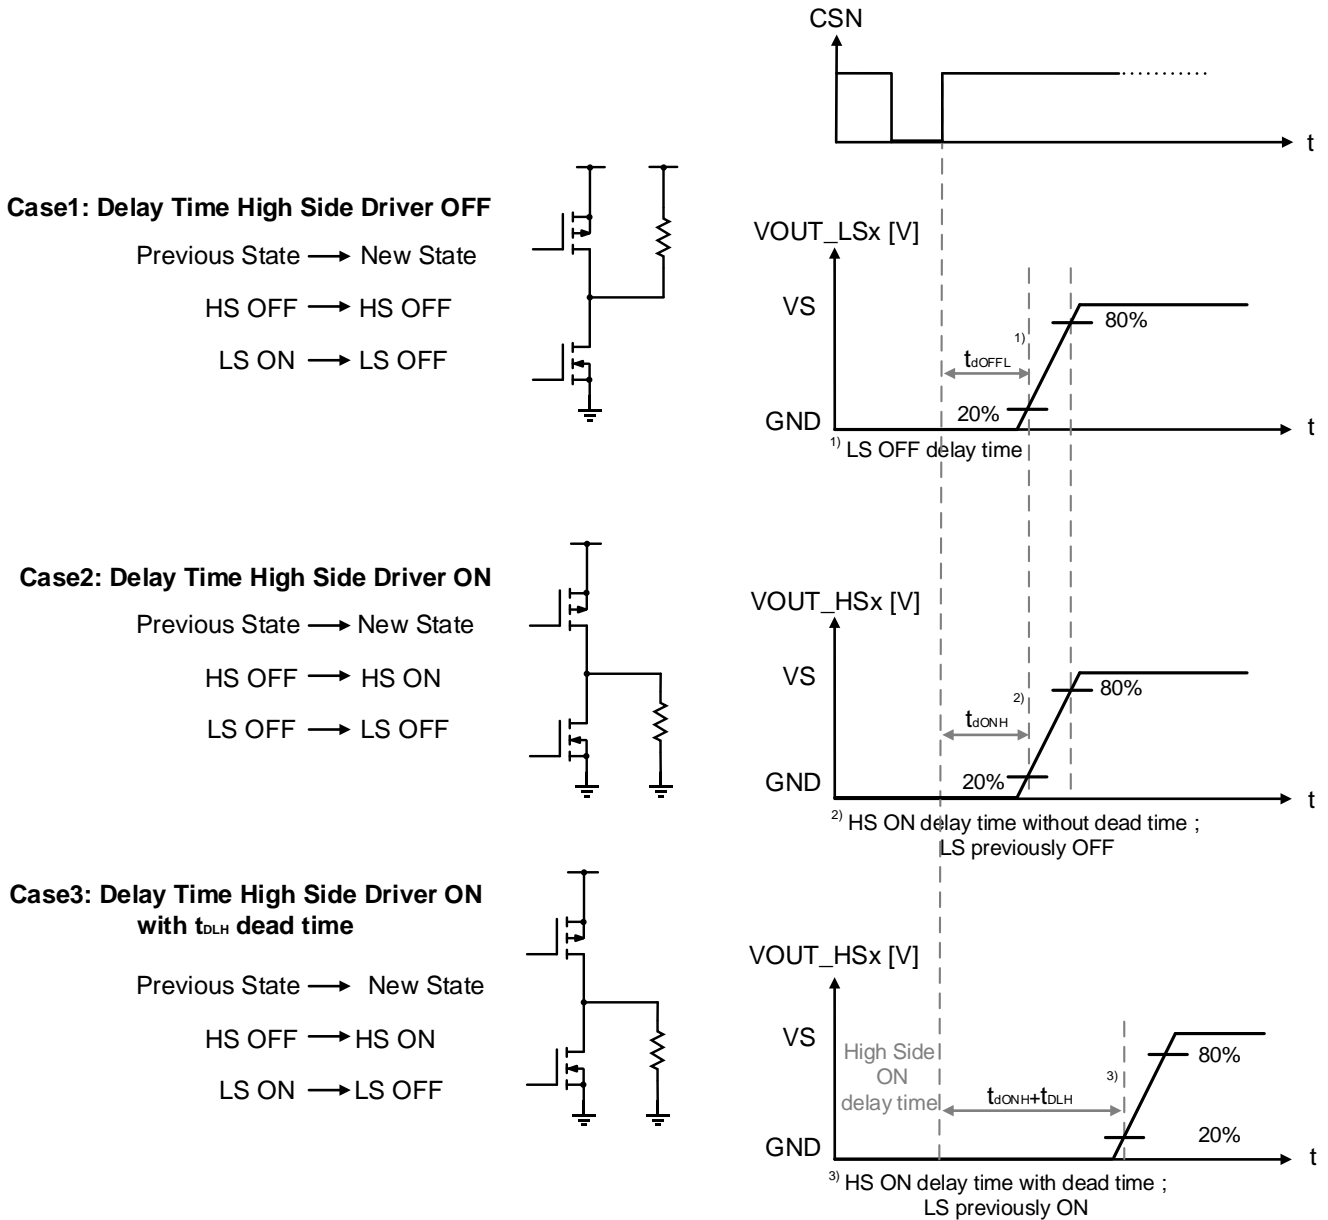 CSN
t
Case1: Delay Time High Side Driver OFF
Previous State New State
HS OFF HS OFF
LS ON LS OFF
VOUT_LSx [V]
VS
80%
1)
tdOFFL
20%
GND
t
1) LS OFF delay time
Case2: Delay Time High Side Driver ON
Previous State New State
HS OFF HS ON
LS OFF LS OFF
VOUT_HSx [V]
VS
80%
2)
tdONH
20%
GND
t
2) HS ON delay time without dead time ;
LS previously OFF
Case3: Delay Time High Side Driver ON
with tDLH dead time
Previous State New State
HS OFF HS ON
LS ON LS OFF
VOUT_HSx [V]
VS
High Side
ON
delay time
80%
3)
tdONH+tDLH
20%
GND
t
3) HS ON delay time with dead time ;
LS previously ON